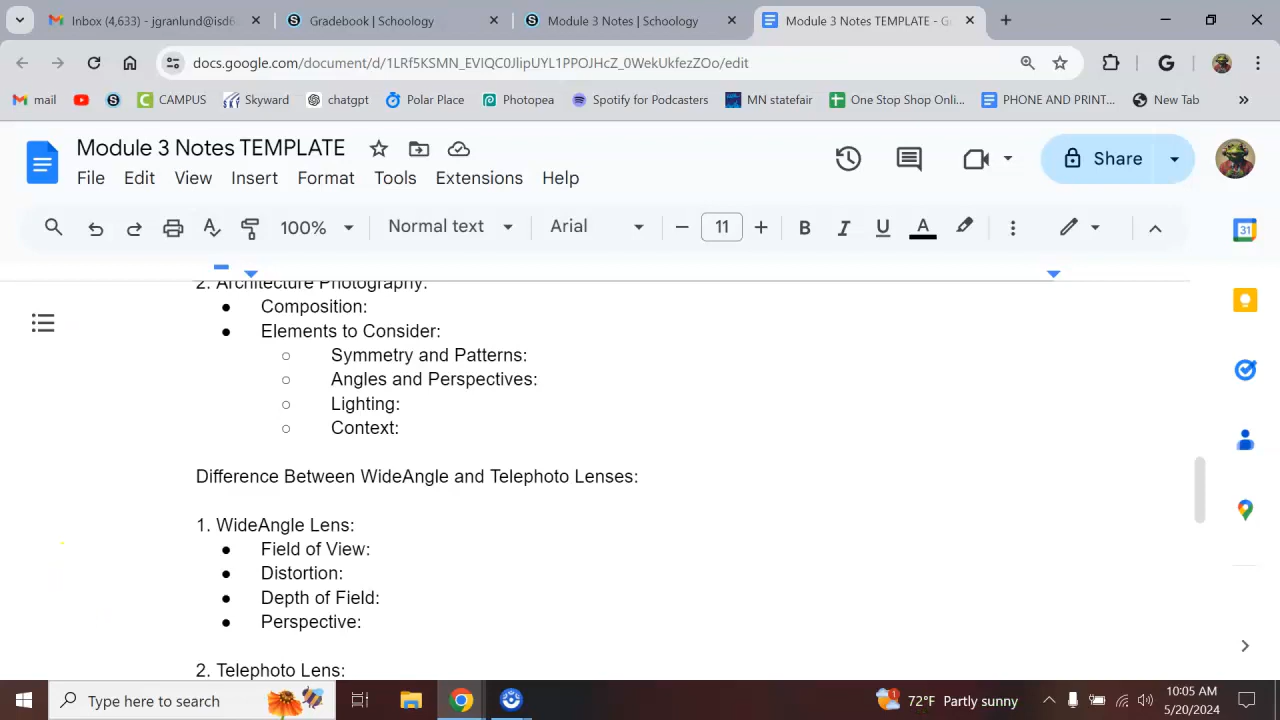 Inbox (4,633) - jgranlund@isd6
Gradebook | Schoology
Module 3 Notes | Schoology
Module 3 Notes TEMPLATE - G
docs.google.com/document/d/1LRf5KSMN_EVIQC0JlipUYL1PPOJHcZ_0WekUkfezZOo/edit
mail
CAMPUS
Skyward
chatgpt
Polar Place
Photopea
Spotify for Podcasters
MN statefair
One Stop Shop Onli...
PHONE AND PRINT...
New Tab
Module 3 Notes TEMPLATE
Share
File Edit View Insert Format Tools Extensions Help
100% Normal text Arial 11 B I U A
31
2. Architecture Photography:
● Composition:
● Elements to Consider:
○ Symmetry and Patterns:
○ Angles and Perspectives:
○ Lighting:
○ Context:
Difference Between WideAngle and Telephoto Lenses:
1. WideAngle Lens:
● Field of View:
● Distortion:
● Depth of Field:
● Perspective:
2. Telephoto Lens:
Type here to search
1
72°F Partly sunny
10:05 AM
5/20/2024